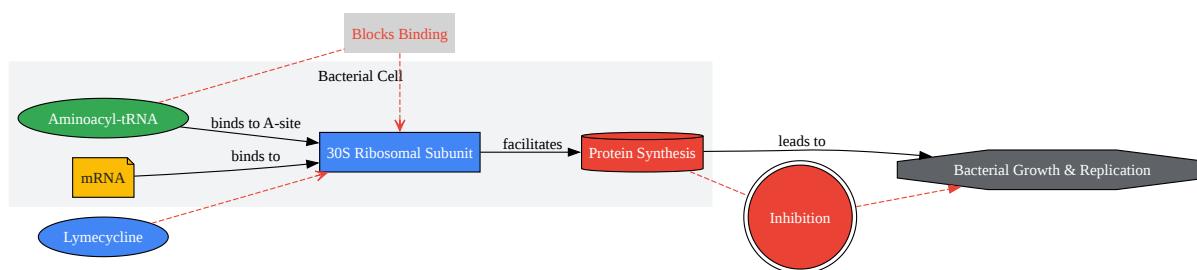 Blocks Binding
Bacterial Cell
Aminoacyl-tRNA
binds to A-site
mRNA
binds to
30S Ribosomal Subunit
facilitates
Protein Synthesis
leads to
Bacterial Growth & Replication
Lymecycline
Inhibition